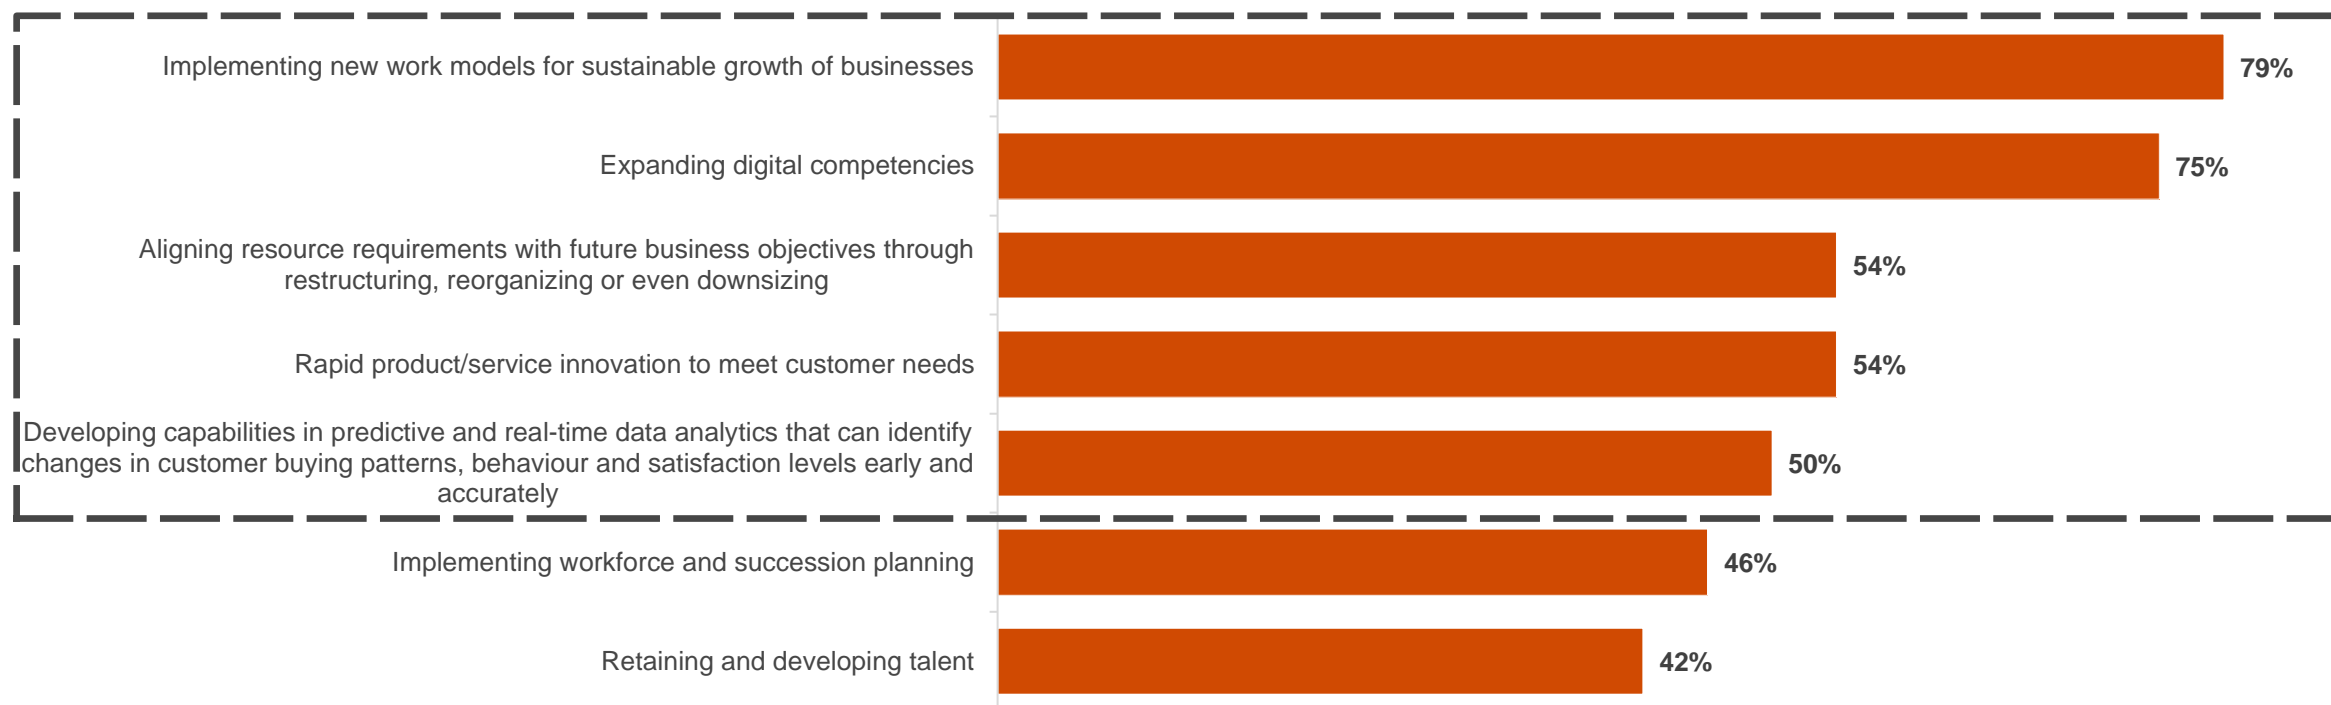 Implementing new work models for sustainable growth of businesses
79%
Expanding digital competencies
75%
Aligning resource requirements with future business objectives through
restructuring, reorganizing or even downsizing
54%
Rapid product/service innovation to meet customer needs
54%
Developing capabilities in predictive and real-time data analytics that can identify
changes in customer buying patterns, behaviour and satisfaction levels early and
accurately
50%
Implementing workforce and succession planning
46%
Retaining and developing talent
42%